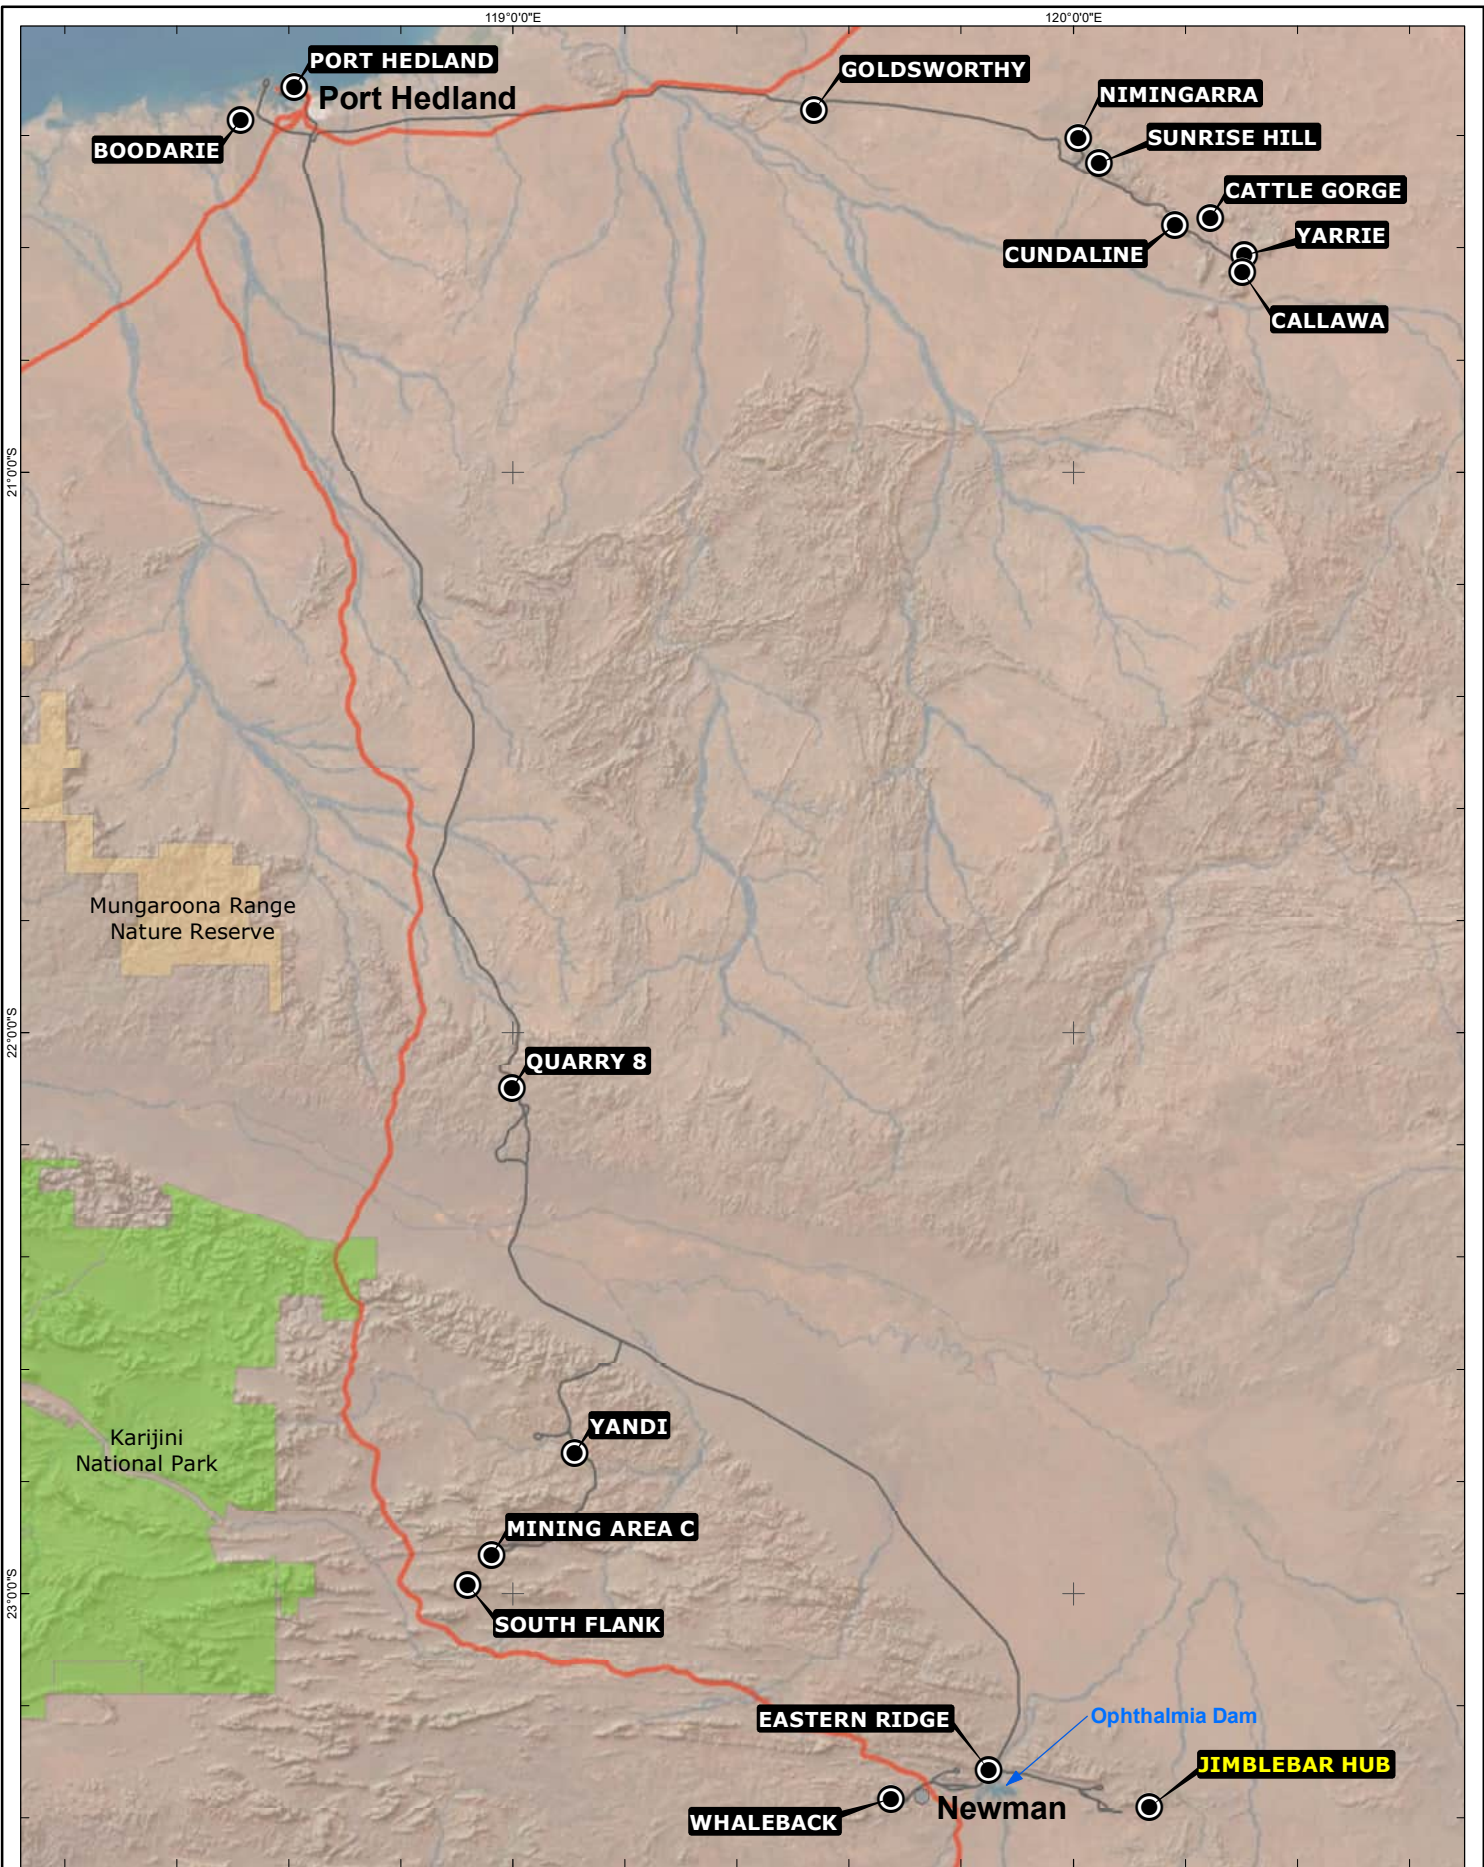 119°0'0"E
120°0'0"E
PORT HEDLAND
Port Hedland
BOODARIE
GOLDSWORTHY
NIMINGARRA
SUNRISE HILL
CATTLE GORGE
YARRIE
CUNDALINE
CALLAWA
21°0'0"S
Mungaroona Range
Nature Reserve
22°0'0"S
QUARRY 8
YANDI
Karijini
National Park
MINING AREA C
23°0'0"S
SOUTH FLANK
EASTERN RIDGE
Ophthalmia Dam
JIMBLEBAR HUB
Newman
WHALEBACK